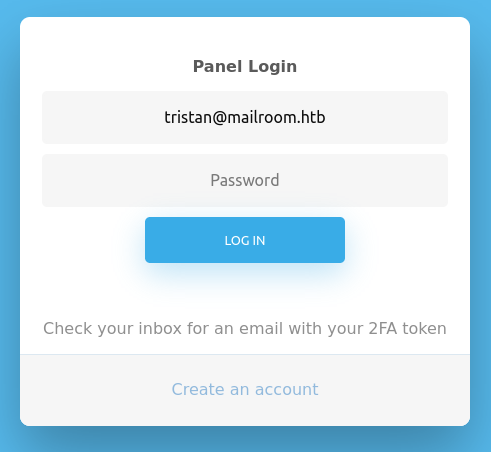 Panel Login
tristan@mailroom.htb
Password
LOG IN
Check your inbox for an email with your 2FA token
Create an account